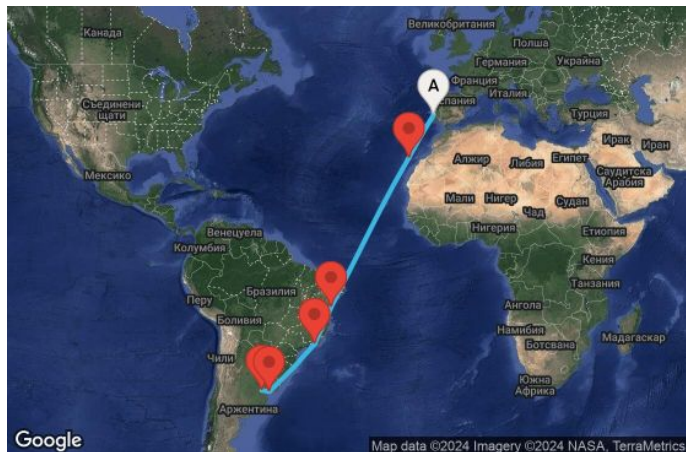 Канада
Великобритания
Полша
Германия
Украйна
A
Франция
Италия
Съединени
щати
спания
Турция
Ирак
Иран
Мексико
Алжир
Либия
Египет
Саудитска
Арабия
Мали
Нигер
Чад
Судан
Венецуела
Нигерия
Етиопия
Колумбия
Кения
Бразилия
Танзания
Перу
Ангола
Боливия
Намибия
Мадагаскар
Ботсвана
Чили
Южна
Африка
Аржентина
Google
Map data ©2024 Imagery ©2024 NASA, TerraMetrics